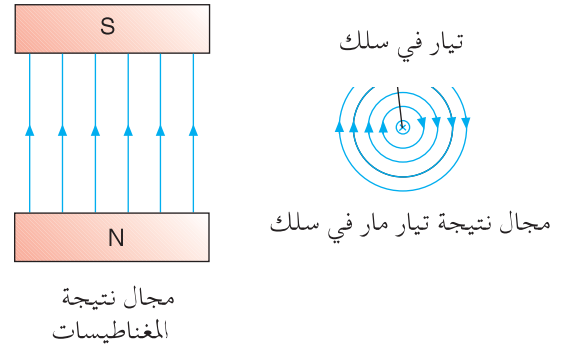 S
تيار في سلك
مجال نتيجة تيار مار في سلك
N
مجال نتيجة
المغناطيسات